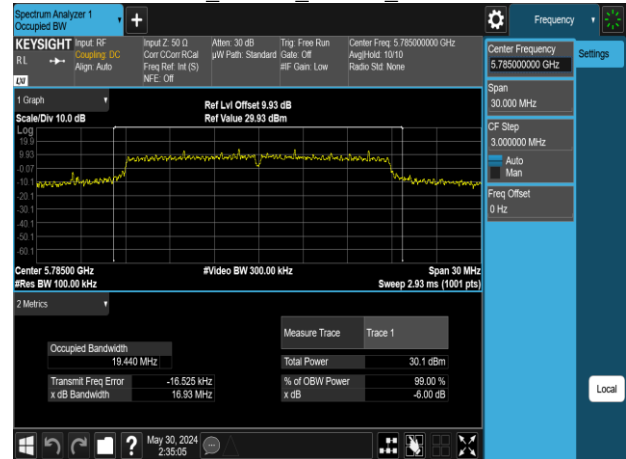 Spectrum Analyzer 1
Occupied BW
Frequency
KEYSIGHT
RL
LXI
Input: RF
Coupling: DC
Align: Auto
Input Z: 50 Ω
Corr CCorr RCal
Freq Ref: Int (S)
NFE: Off
Atten: 30 dB
µW Path: Standard
Trig: Free Run
Gate: Off
#IF Gain: Low
Center Freq: 5.785000000 GHz
Avg|Hold: 10/10
Radio Std: None
Center Frequency
5.785000000 GHz
Settings
Span
30.000 MHz
CF Step
3.000000 MHz
Auto
Man
Freq Offset
0 Hz
Local
1 Graph
Scale/Div 10.0 dB
Ref Lvl Offset 9.93 dB
Ref Value 29.93 dBm
Log
19.9
9.93
-0.07
-10.1
-20.1
-30.1
-40.1
-50.1
-60.1
Center 5.78500 GHz
#Video BW 300.00 kHz
Span 30 MHz
#Res BW 100.00 kHz
Sweep 2.93 ms (1001 pts)
2 Metrics
Measure Trace Trace 1
Occupied Bandwidth
19.440 MHz
Total Power 30.1 dBm
Transmit Freq Error -16.525 kHz
% of OBW Power 99.00 %
x dB Bandwidth 16.93 MHz
x dB -6.00 dB
May 30, 2024
2:35:05